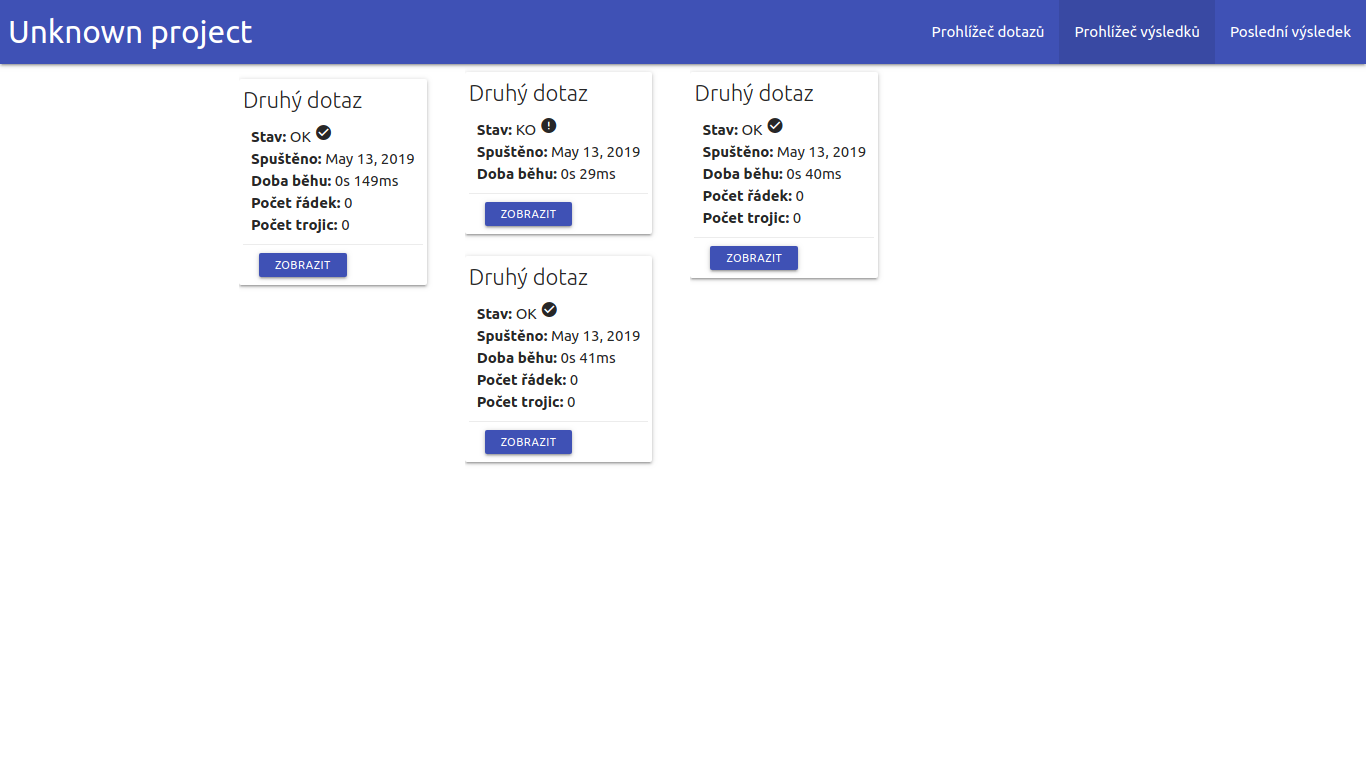 Unknown project
Prohlížeč dotazů
Prohlížeč výsledků
Poslední výsledek
Druhý dotaz
Stav: OK
Spuštěno: May 13, 2019
Doba běhu: 0s 149ms
Počet řádek: 0
Počet trojic: 0
ZOBRAZIT
Druhý dotaz
Stav: KO
Spuštěno: May 13, 2019
Doba běhu: 0s 29ms
ZOBRAZIT
Druhý dotaz
Stav: OK
Spuštěno: May 13, 2019
Doba běhu: 0s 41ms
Počet řádek: 0
Počet trojic: 0
ZOBRAZIT
Druhý dotaz
Stav: OK
Spuštěno: May 13, 2019
Doba běhu: 0s 40ms
Počet řádek: 0
Počet trojic: 0
ZOBRAZIT